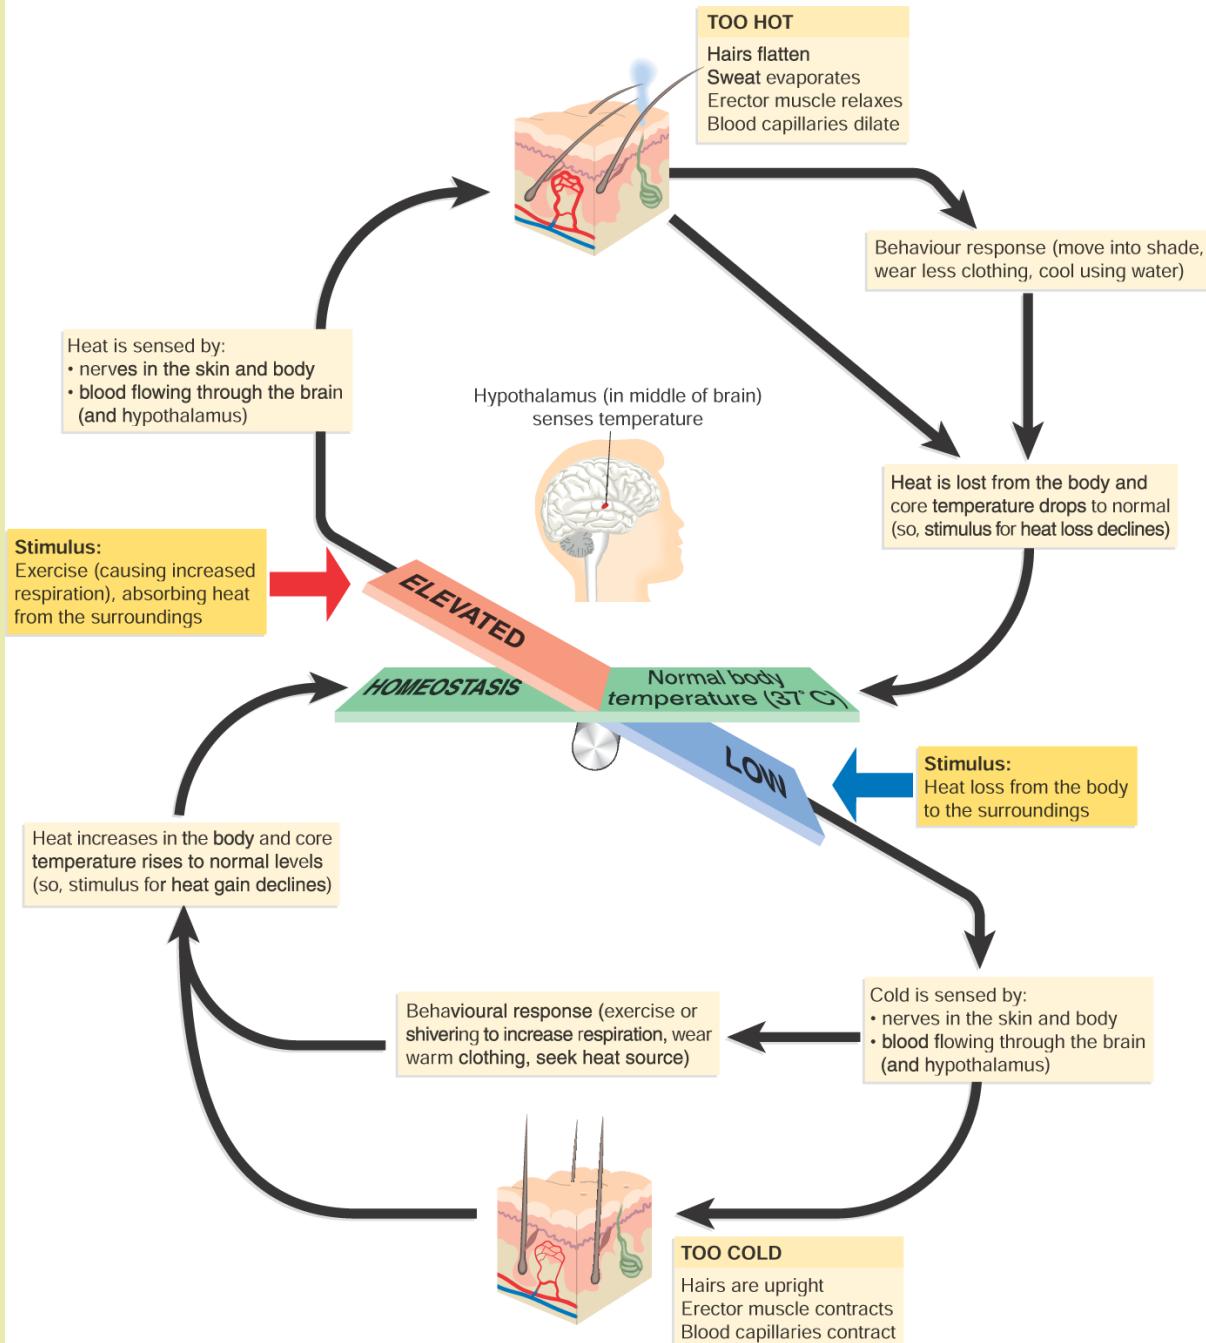 TOO HOT
Hairs flatten
Sweat evaporates
Erector muscle relaxes
Blood capillaries dilate
Behaviour response (move into shade,
wear less clothing, cool using water)
Heat is sensed by:
• nerves in the skin and body
• blood flowing through the brain
(and hypothalamus)
Hypothalamus (in middle of brain)
senses temperature
Heat is lost from the body and
core temperature drops to normal
(so, stimulus for heat loss declines)
Stimulus:
Exercise (causing increased
respiration), absorbing heat
from the surroundings
ELEVATED
HOMEOSTASIS
Normal body
temperature (37°C)
LOW
Stimulus:
Heat loss from the body
to the surroundings
Heat increases in the body and core
temperature rises to normal levels
(so, stimulus for heat gain declines)
Behavioural response (exercise or
shivering to increase respiration, wear
warm clothing, seek heat source)
Cold is sensed by:
• nerves in the skin and body
• blood flowing through the brain
(and hypothalamus)
TOO COLD
Hairs are upright
Erector muscle contracts
Blood capillaries contract